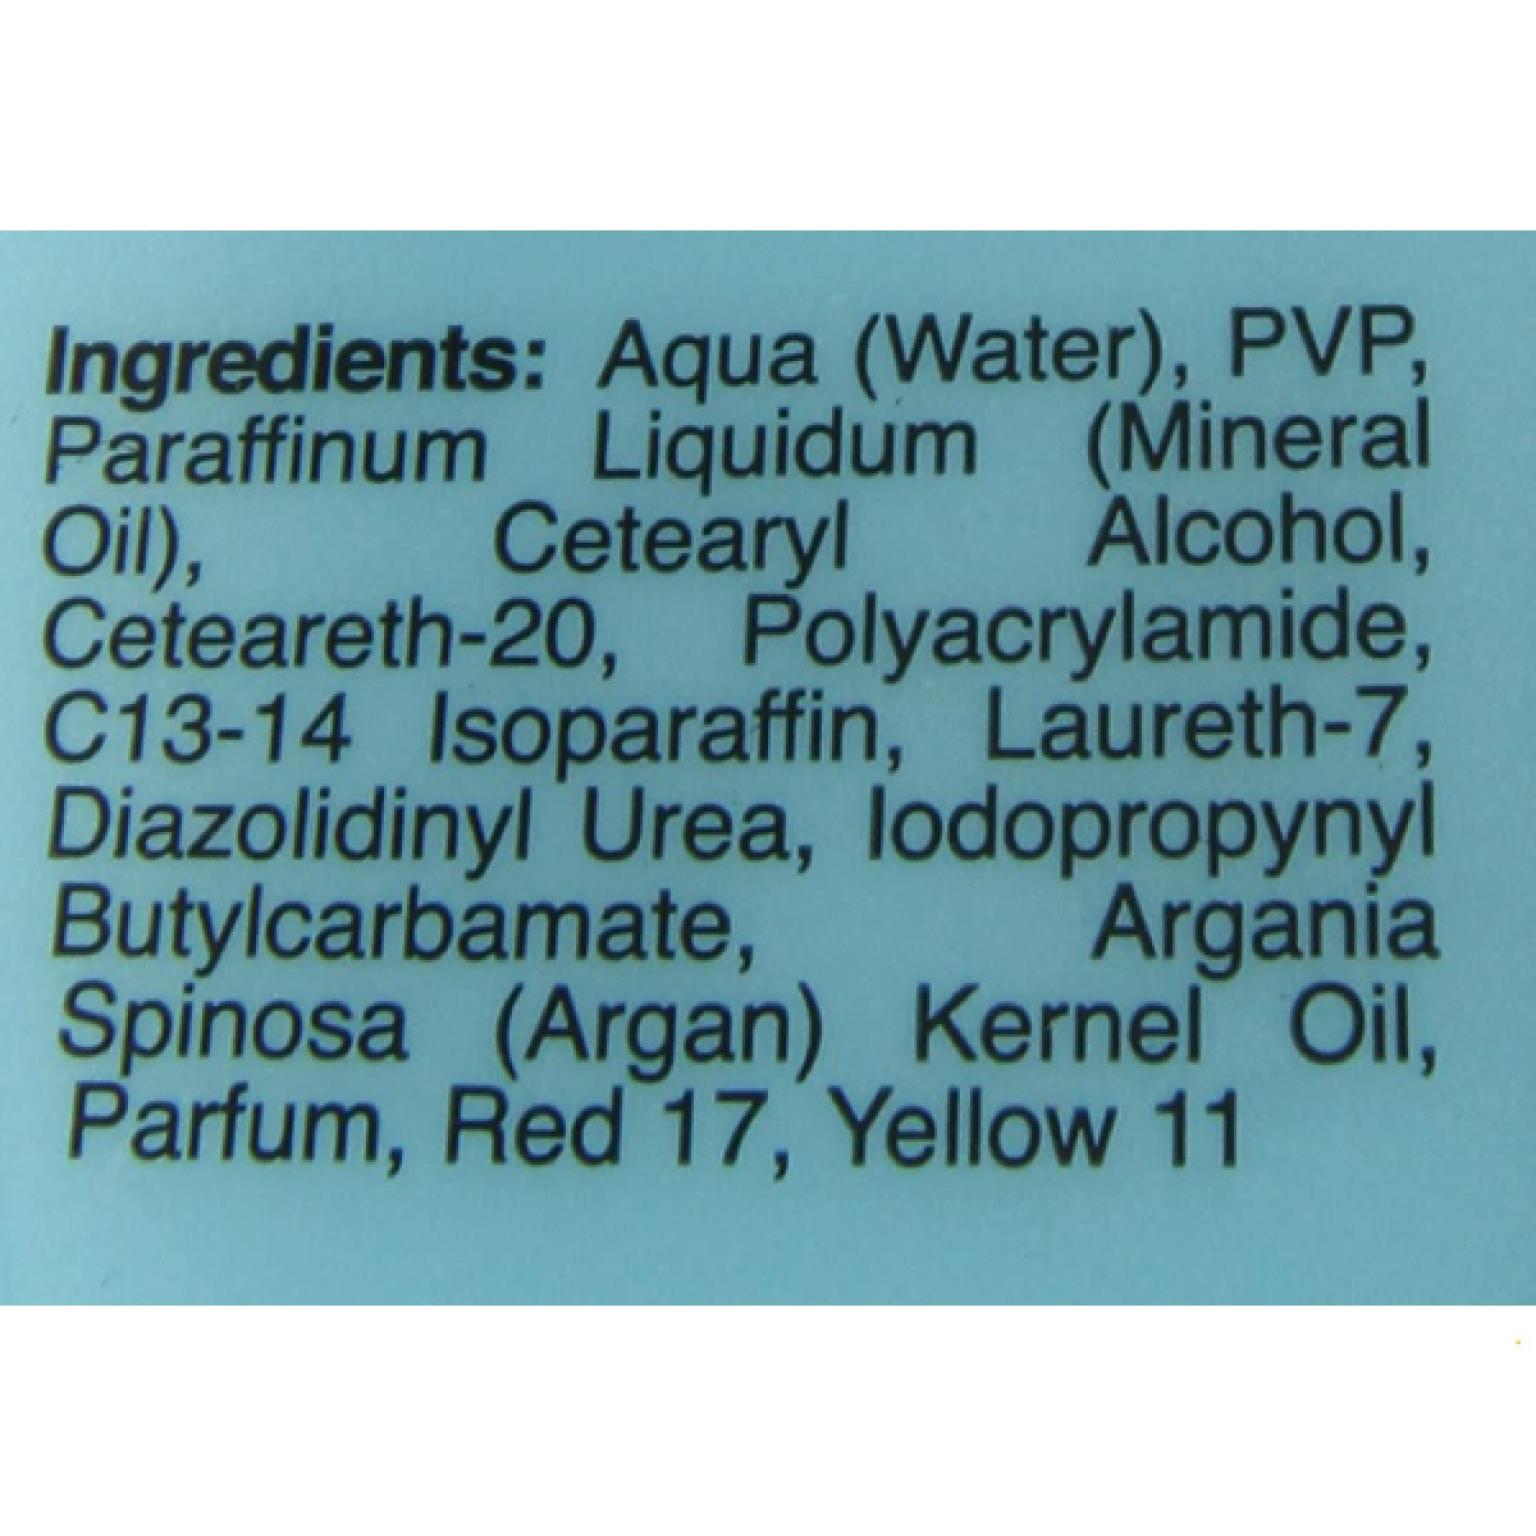 Ingredients: Aqua (Water), PVP,
Paraffinum Liquidum (Mineral
Oil), Cetearyl Alcohol,
Ceteareth-20, Polyacrylamide,
C13-14 Isoparaffin, Laureth-7,
Diazolidinyl Urea, Iodopropynyl
Butylcarbamate, Argania
Spinosa (Argan) Kernel Oil,
Parfum, Red 17, Yellow 11